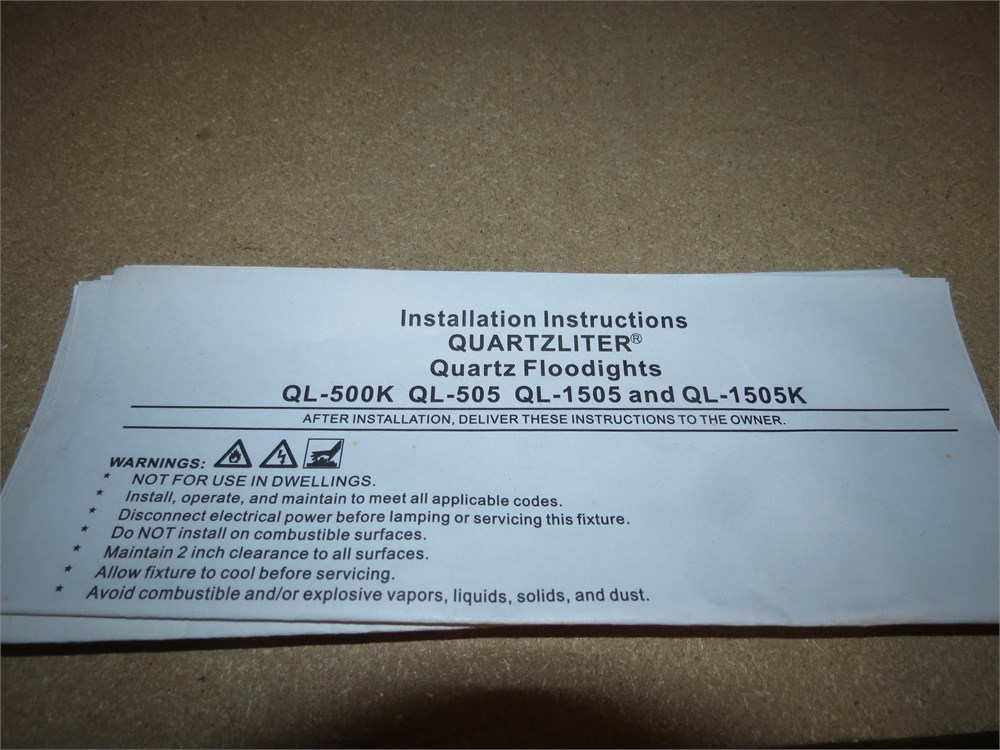 Installation Instructions
QUARTZLITER®
Quartz Floodights
QL-500K QL-505 QL-1505 and QL-1505K
AFTER INSTALLATION, DELIVER THESE INSTRUCTIONS TO THE OWNER.
WARNINGS:
* NOT FOR USE IN DWELLINGS.
* Install, operate, and maintain to meet all applicable codes.
* Disconnect electrical power before lamping or servicing this fixture.
* Do NOT install on combustible surfaces.
* Maintain 2 inch clearance to all surfaces.
* Allow fixture to cool before servicing.
* Avoid combustible and/or explosive vapors, liquids, solids, and dust.